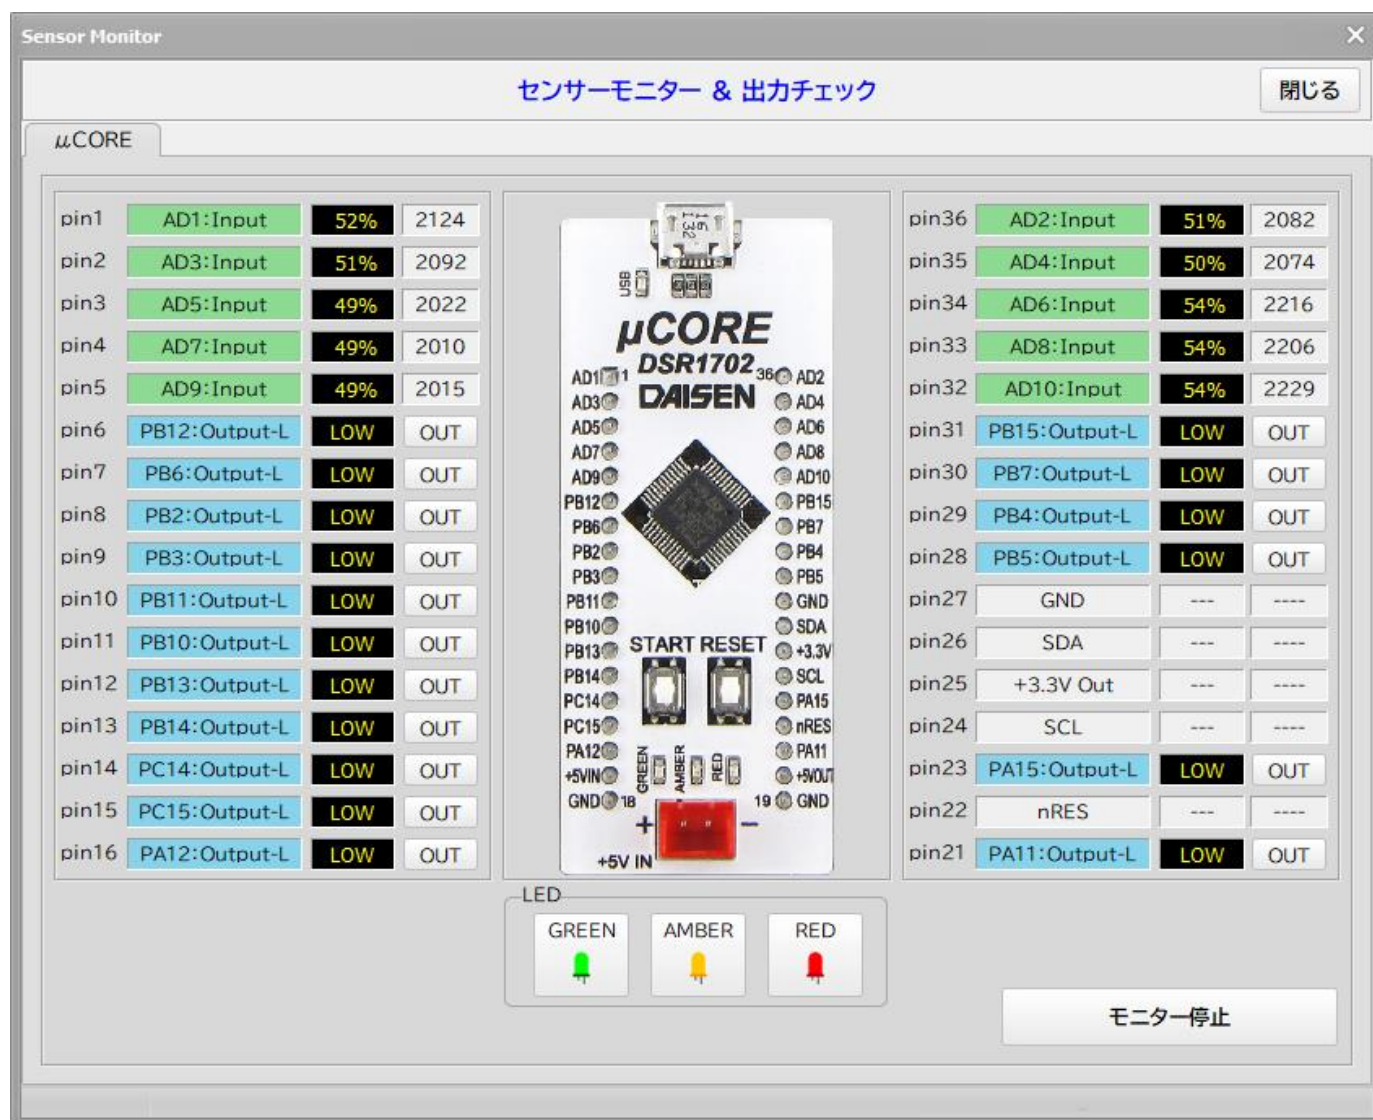 Sensor Monitor
センサーモニター & 出力チェック
閉じる
μCORE
pin1 AD1:Input 52% 2124
pin2 AD3:Input 51% 2092
pin3 AD5:Input 49% 2022
pin4 AD7:Input 49% 2010
pin5 AD9:Input 49% 2015
pin6 PB12:Output-L LOW OUT
pin7 PB6:Output-L LOW OUT
pin8 PB2:Output-L LOW OUT
pin9 PB3:Output-L LOW OUT
pin10 PB11:Output-L LOW OUT
pin11 PB10:Output-L LOW OUT
pin12 PB13:Output-L LOW OUT
pin13 PB14:Output-L LOW OUT
pin14 PC14:Output-L LOW OUT
pin15 PC15:Output-L LOW OUT
pin16 PA12:Output-L LOW OUT
USB
μCORE
DSR1702
DAISEN
AD1 1 36 AD2
AD3 AD4
AD5 AD6
AD7 AD8
AD9 AD10
PB12 PB15
PB6 PB7
PB2 PB4
PB3 PB5
PB11 GND
PB10 SDA
PB13 START RESET +3.3V
PB14 SCL
PC14 PA15
PC15 nRES
PA12 GREEN AMBER RED PA11
+5VIN +5VOUT
GND 18 19 GND
+ −
+5V IN
pin36 AD2:Input 51% 2082
pin35 AD4:Input 50% 2074
pin34 AD6:Input 54% 2216
pin33 AD8:Input 54% 2206
pin32 AD10:Input 54% 2229
pin31 PB15:Output-L LOW OUT
pin30 PB7:Output-L LOW OUT
pin29 PB4:Output-L LOW OUT
pin28 PB5:Output-L LOW OUT
pin27 GND --- ----
pin26 SDA --- ----
pin25 +3.3V Out --- ----
pin24 SCL --- ----
pin23 PA15:Output-L LOW OUT
pin22 nRES --- ----
pin21 PA11:Output-L LOW OUT
LED
GREEN AMBER RED
モニター停止